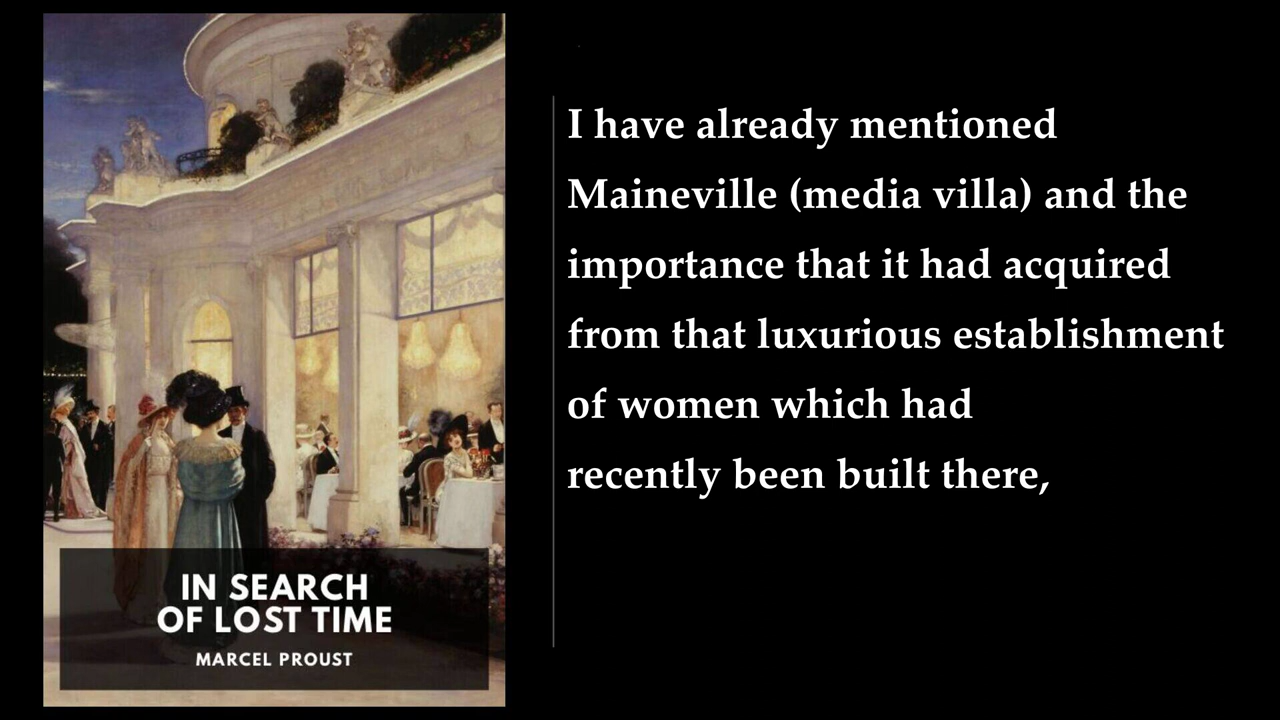 IN SEARCH
OF LOST TIME
MARCEL PROUST
I have already mentioned
Maineville (media villa) and the
importance that it had acquired
from that luxurious establishment
of women which had
recently been built there,